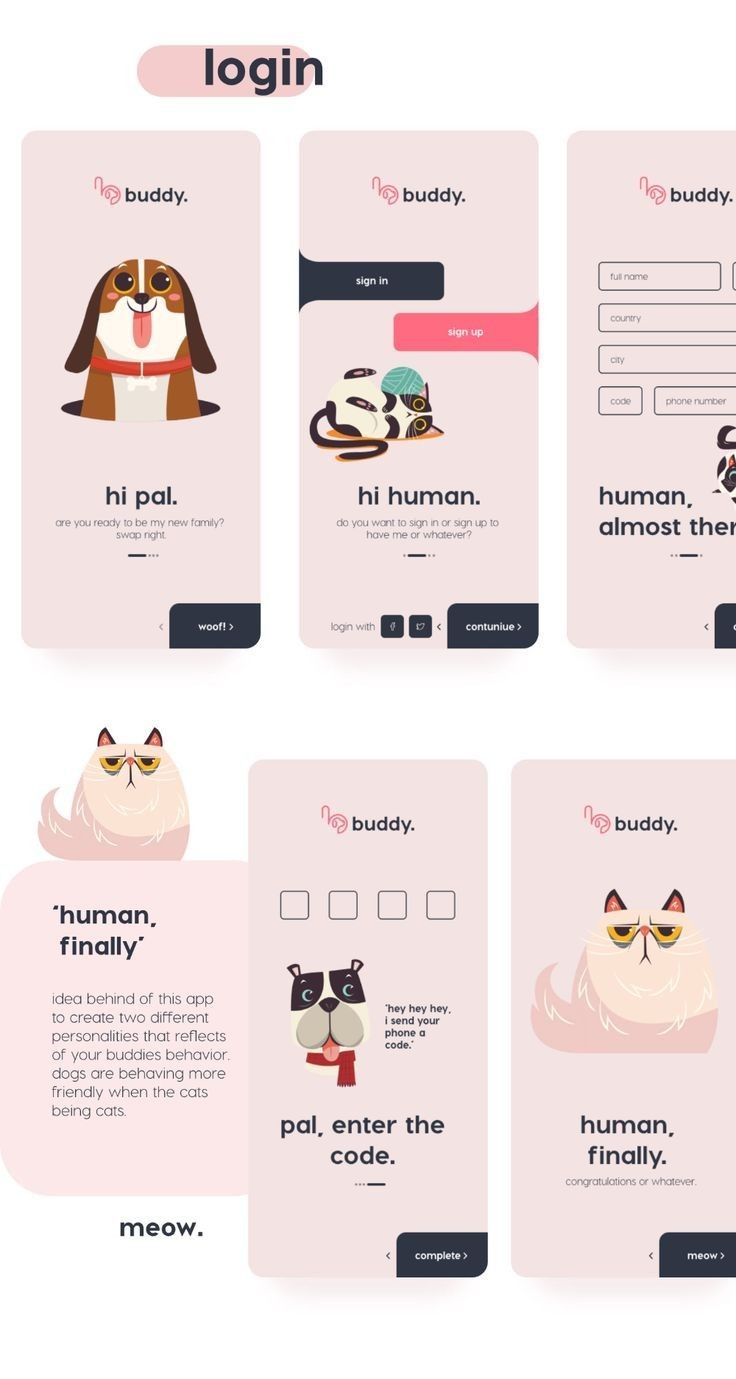 login
buddy.
hi pal.
are you ready to be my new family?
swap right.
woof!
buddy.
sign in
sign up
hi human.
do you want to sign in or sign up to
have me or whatever?
login with
contuniue
buddy.
full name
country
city
code
phone number
human,
almost ther
'human,
finally'
idea behind of this app
to create two different
personalities that reflects
of your buddies behavior.
dogs are behaving more
friendly when the cats
being cats.
meow.
buddy.
'hey hey hey,
i send your
phone a
code.'
pal, enter the
code.
complete
buddy.
human,
finally.
congratulations or whatever.
meow